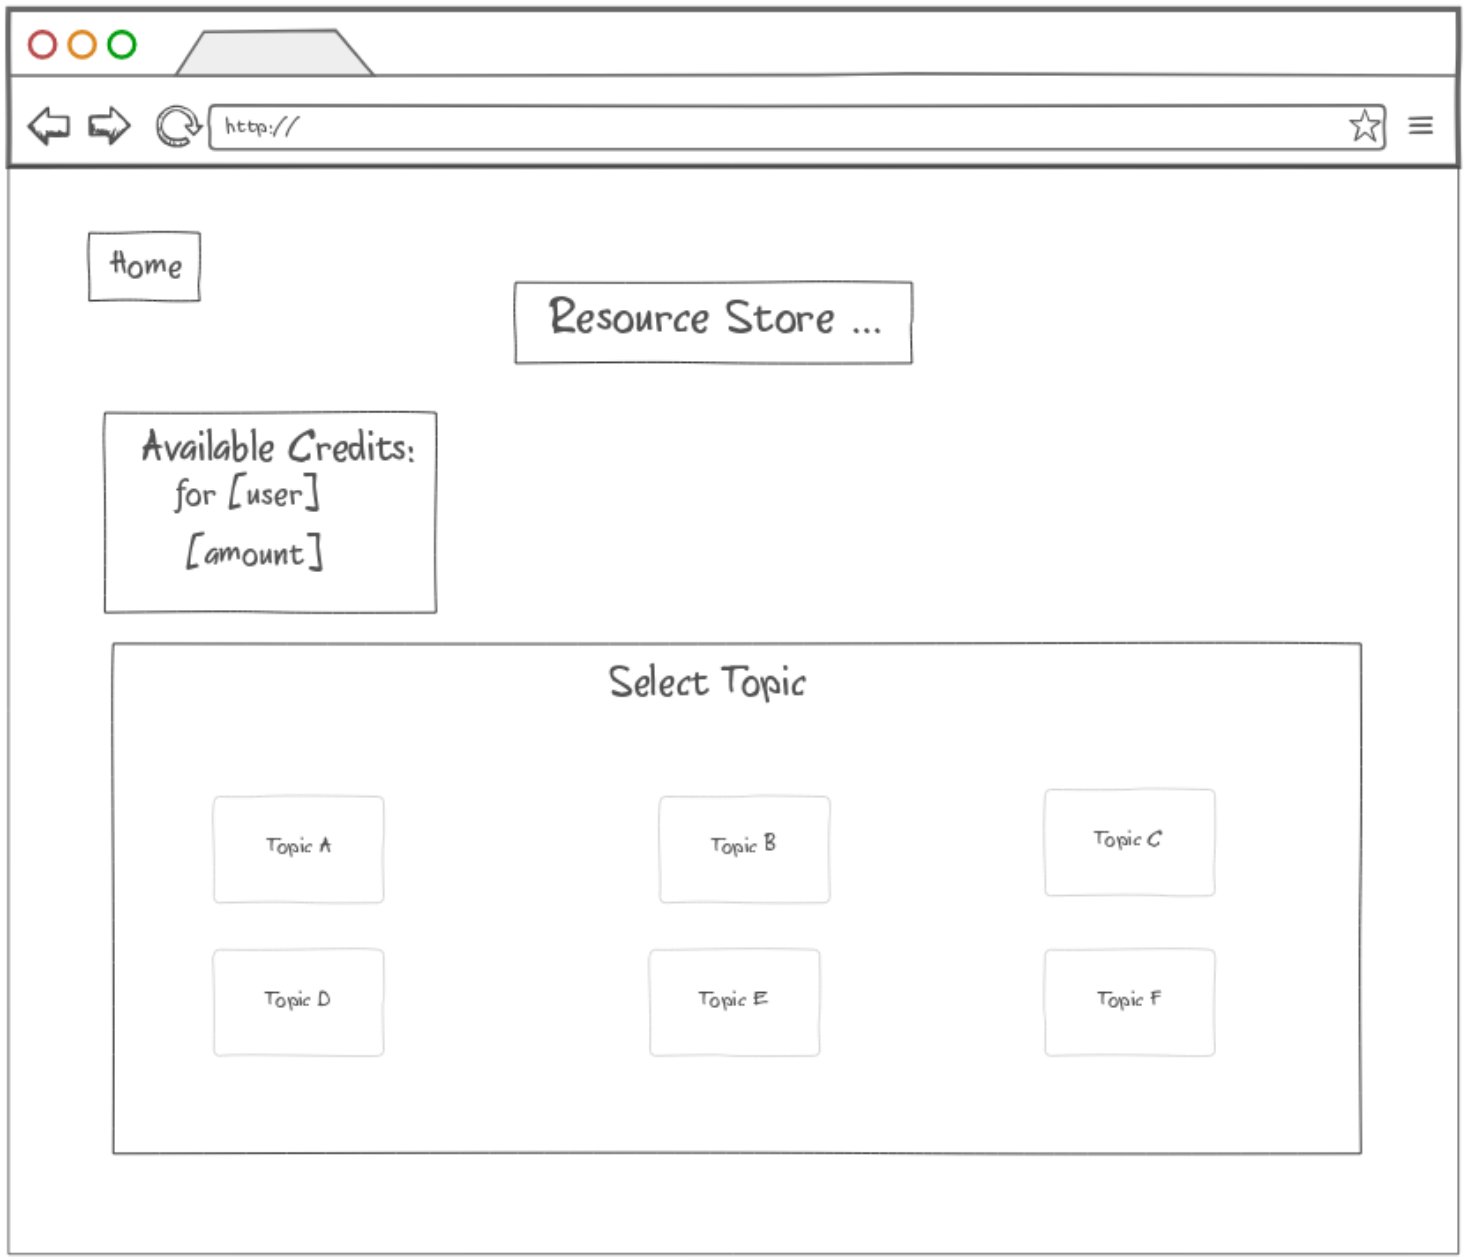 http://
Home
Resource Store ...
Available Credits:
for [user]
[amount]
Select Topic
Topic A
Topic B
Topic C
Topic D
Topic E
Topic F